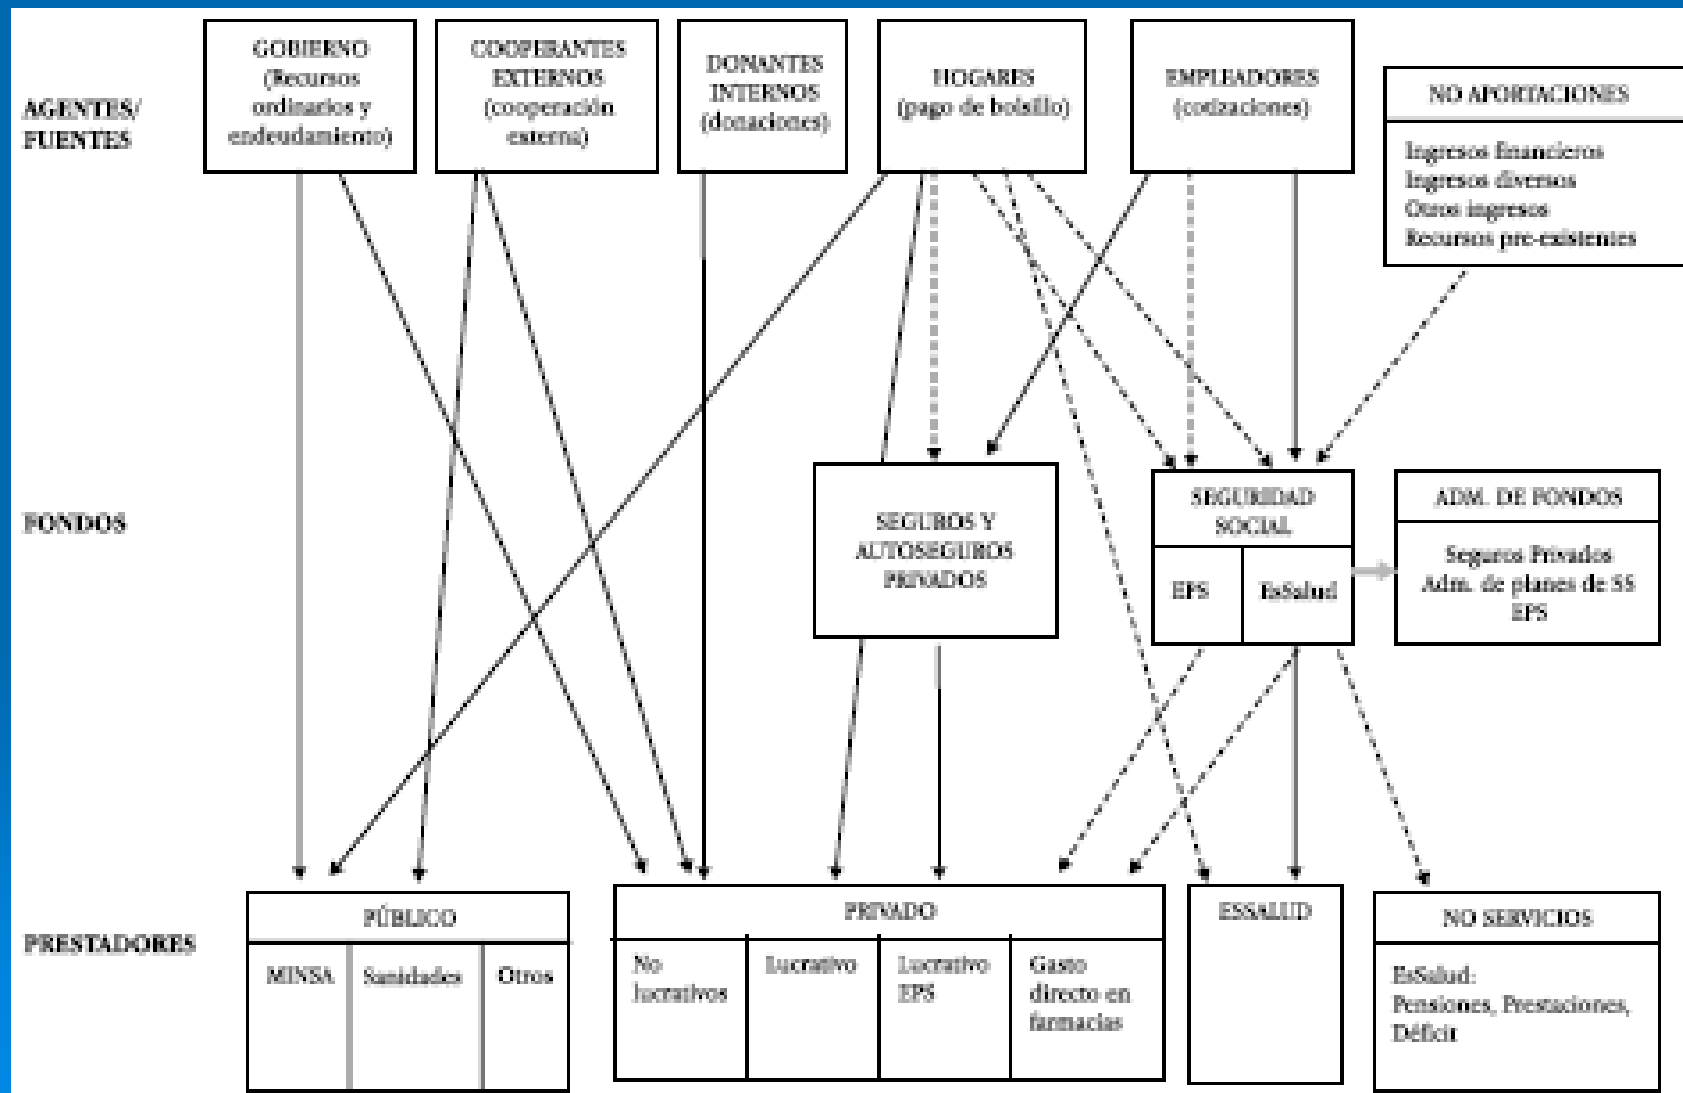 AGENTES/
FUENTES
GOBIERNO
(Recursos
ordinarios y
endeudamiento)
COOPERANTES
EXTERNOS
(cooperación
externa)
DONANTES
INTERNOS
(donaciones)
HOGARES
(pago de bolsillo)
EMPLEADORES
(cotizaciones)
NO APORTACIONES
Ingresos financieros
Ingresos diversos
Otros ingresos
Recursos pre-existentes
FONDOS
SEGUROS Y
AUTOSEGUROS
PRIVADOS
SEGURIDAD
SOCIAL
EPS
EsSalud
ADM. DE FONDOS
Seguros Privados
Adm. de planes de SS
EPS
PRESTADORES
PÚBLICO
MINSA
Sanidades
Otros
PRIVADO
No
lucrativos
Lucrativo
Lucrativo
EPS
Gasto
directo en
farmacias
ESSALUD
NO SERVICIOS
EsSalud:
Pensiones, Prestaciones,
Déficit